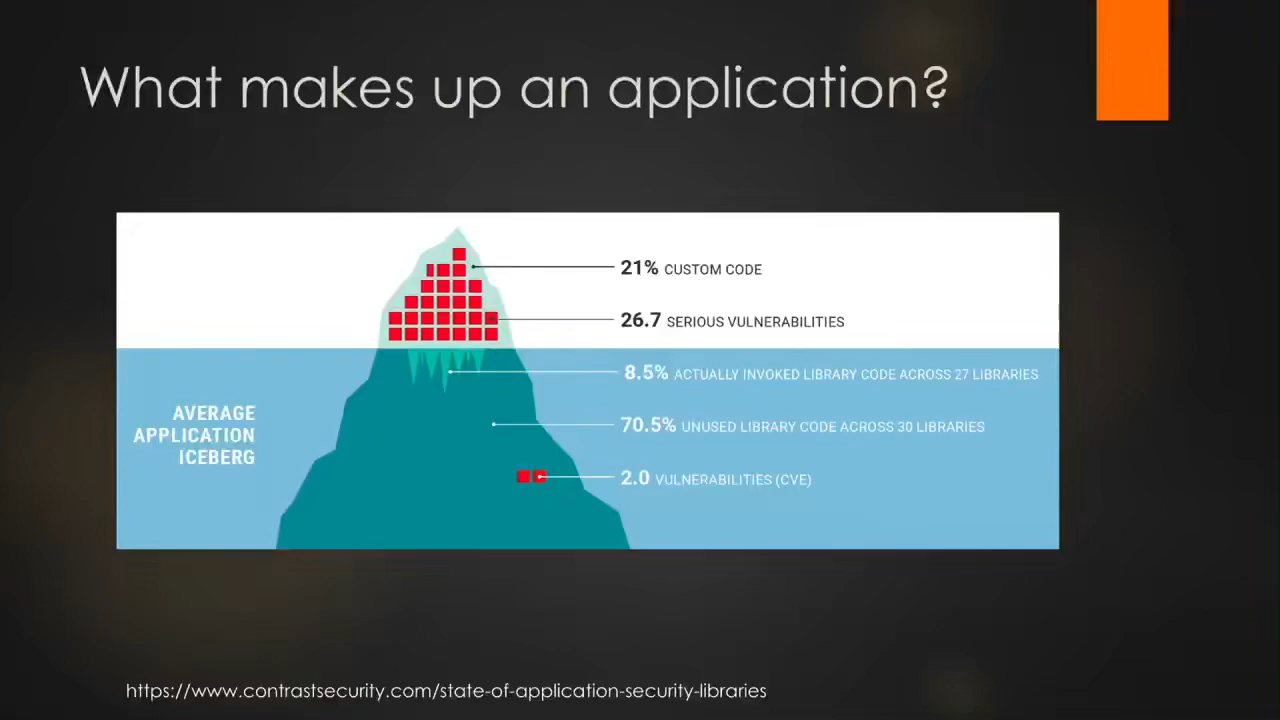 What makes up an application?
21% CUSTOM CODE
26.7 SERIOUS VULNERABILITIES
8.5% ACTUALLY INVOKED LIBRARY CODE ACROSS 27 LIBRARIES
AVERAGE
APPLICATION
ICEBERG
70.5% UNUSED LIBRARY CODE ACROSS 30 LIBRARIES
2.0 VULNERABILITIES (CVE)
https://www.contrastsecurity.com/state-of-application-security-libraries